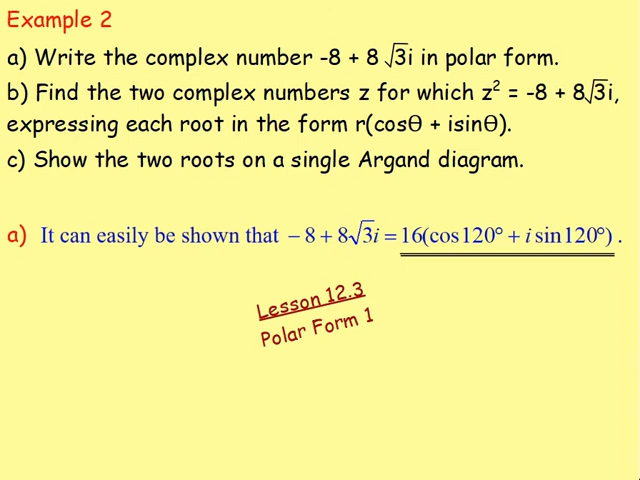 Example 2
a) Write the complex number -8 + 8√3i in polar form.
b) Find the two complex numbers z for which z² = -8 + 8√3i,
expressing each root in the form r(cosϴ + isinϴ).
c) Show the two roots on a single Argand diagram.
a) It can easily be shown that −8+8√3i = 16(cos120°+i sin120°).
Lesson 12.3
Polar Form 1